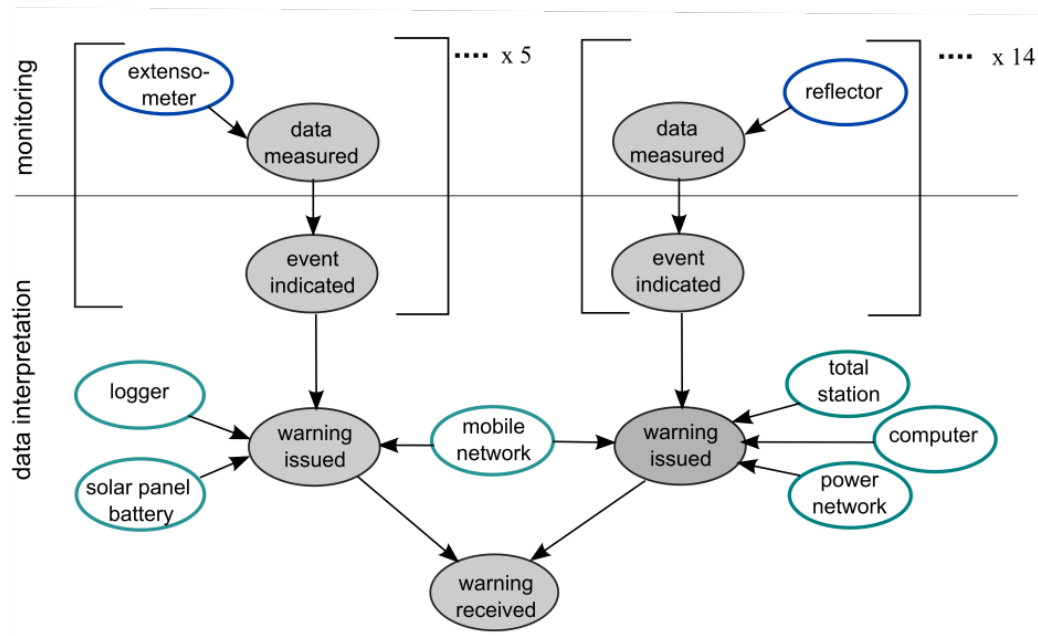 monitoring
data interpretation
extenso-
meter
data
measured
event
indicated
.... x 5
reflector
data
measured
event
indicated
.... x 14
logger
solar panel
battery
warning
issued
mobile
network
warning
issued
total
station
computer
power
network
warning
received